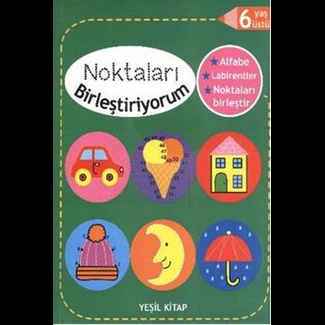 6 yaş
üstü
Noktaları
Birleştiriyorum
★ Alfabe
★ Labirentler
★ Noktaları
birleştir
YEŞİL KİTAP